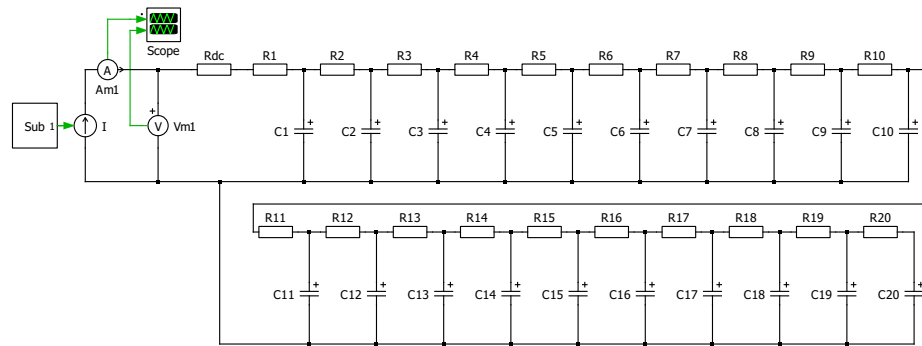 Scope
Rdc R1 R2 R3 R4 R5 R6 R7 R8 R9 R10
A
Am1
Sub 1 I V Vm1 C1 C2 C3 C4 C5 C6 C7 C8 C9 C10
R11 R12 R13 R14 R15 R16 R17 R18 R19 R20
C11 C12 C13 C14 C15 C16 C17 C18 C19 C20